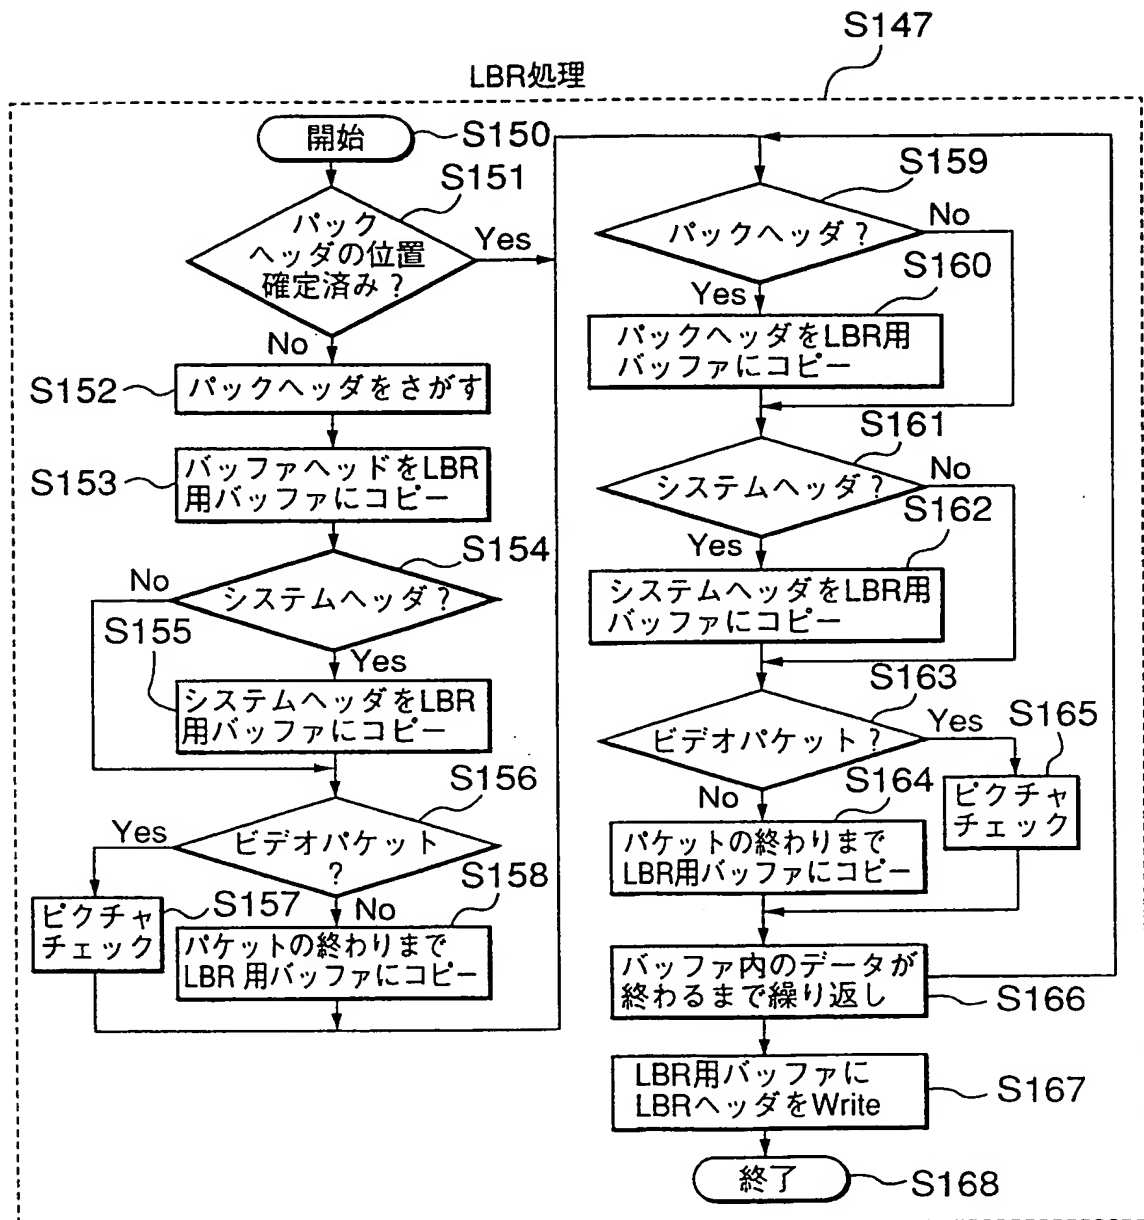 S147
LBR処理
開始
S150
S151
パック
ヘッダの位置
確定済み？
Yes
No
S152
パックヘッダをさがす
S153
バッファヘッドをLBR
用バッファにコピー
S154
No
システムヘッダ？
S155
Yes
システムヘッダをLBR
用バッファにコピー
S156
Yes
ビデオパケット
？
S157
S158
No
ピクチャ
チェック
パケットの終わりまで
LBR用バッファにコピー
S159
パックヘッダ？
No
S160
Yes
パックヘッダをLBR用
バッファにコピー
S161
システムヘッダ？
No
S162
Yes
システムヘッダをLBR用
バッファにコピー
S163
ビデオパケット？
Yes
S165
No
S164
ピクチャ
チェック
パケットの終わりまで
LBR用バッファにコピー
バッファ内のデータが
終わるまで繰り返し
S166
LBR用バッファに
LBRヘッダをWrite
S167
終了
S168